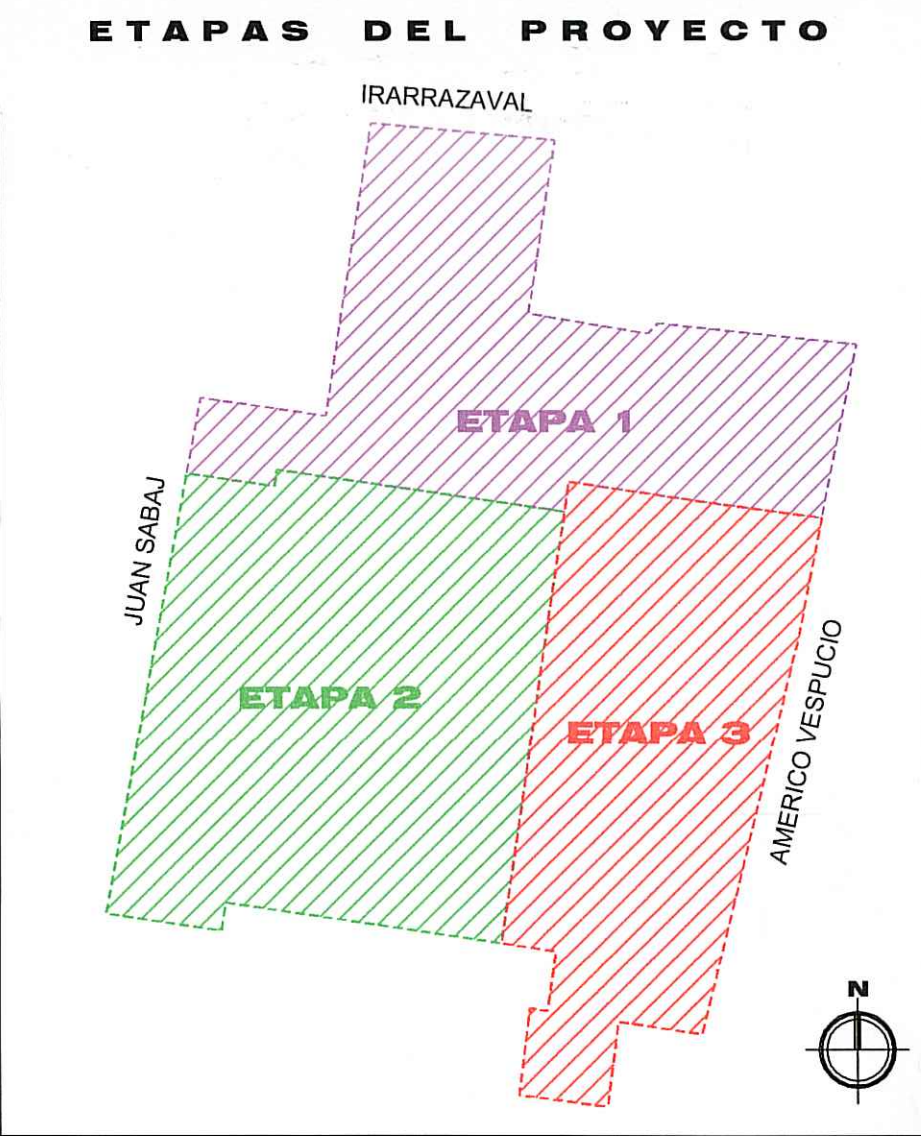 ETAPAS DEL PROYECTO
IRARRAZAVAL
ETAPA 1
JUAN SABAJ
ETAPA 2
ETAPA 3
AMERICO VESPUCIO
N